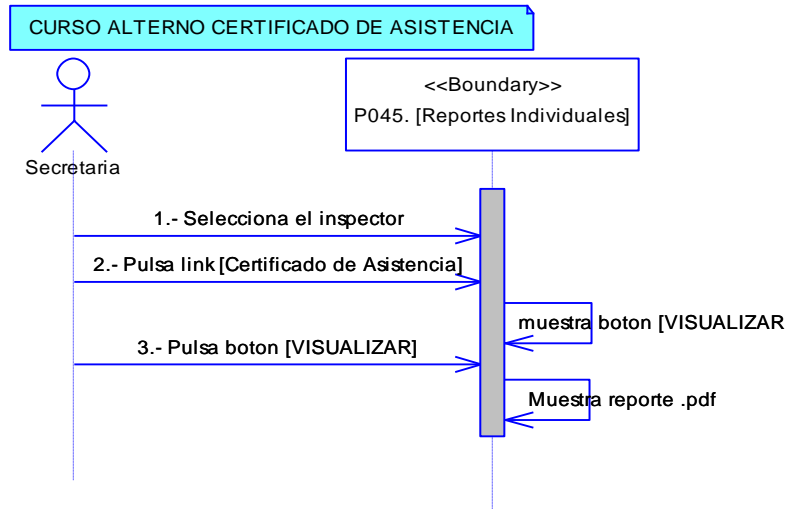 CURSO ALTERNO CERTIFICADO DE ASISTENCIA
<<Boundary>>
P045. [Reportes Individuales]
Secretaria
1.- Selecciona el inspector
2.- Pulsa link [Certificado de Asistencia]
muestra boton [VISUALIZAR
3.- Pulsa boton [VISUALIZAR]
Muestra reporte .pdf